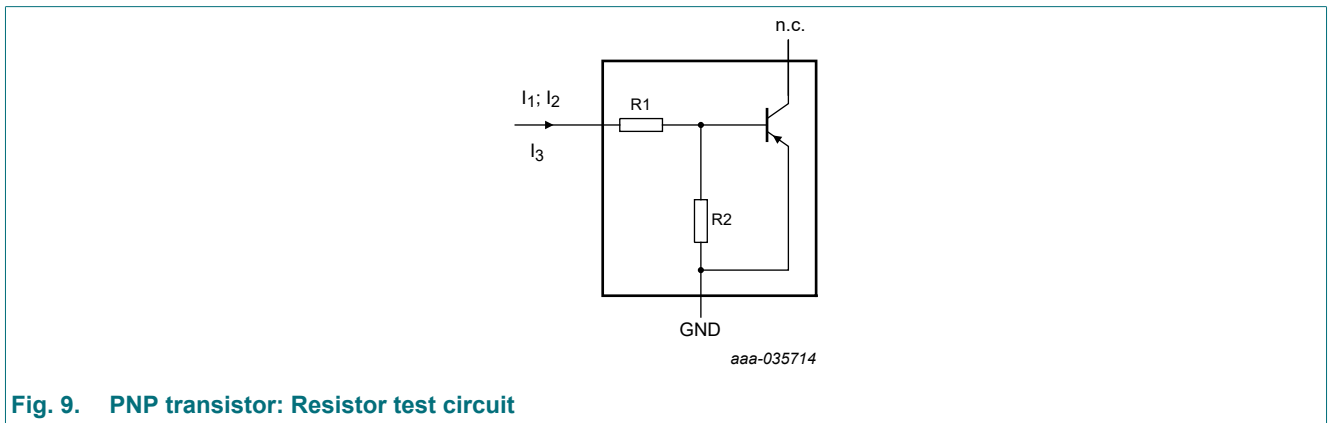 n.c.
I1; I2
R1
I3
R2
GND
aaa-035714
Fig. 9. PNP transistor: Resistor test circuit